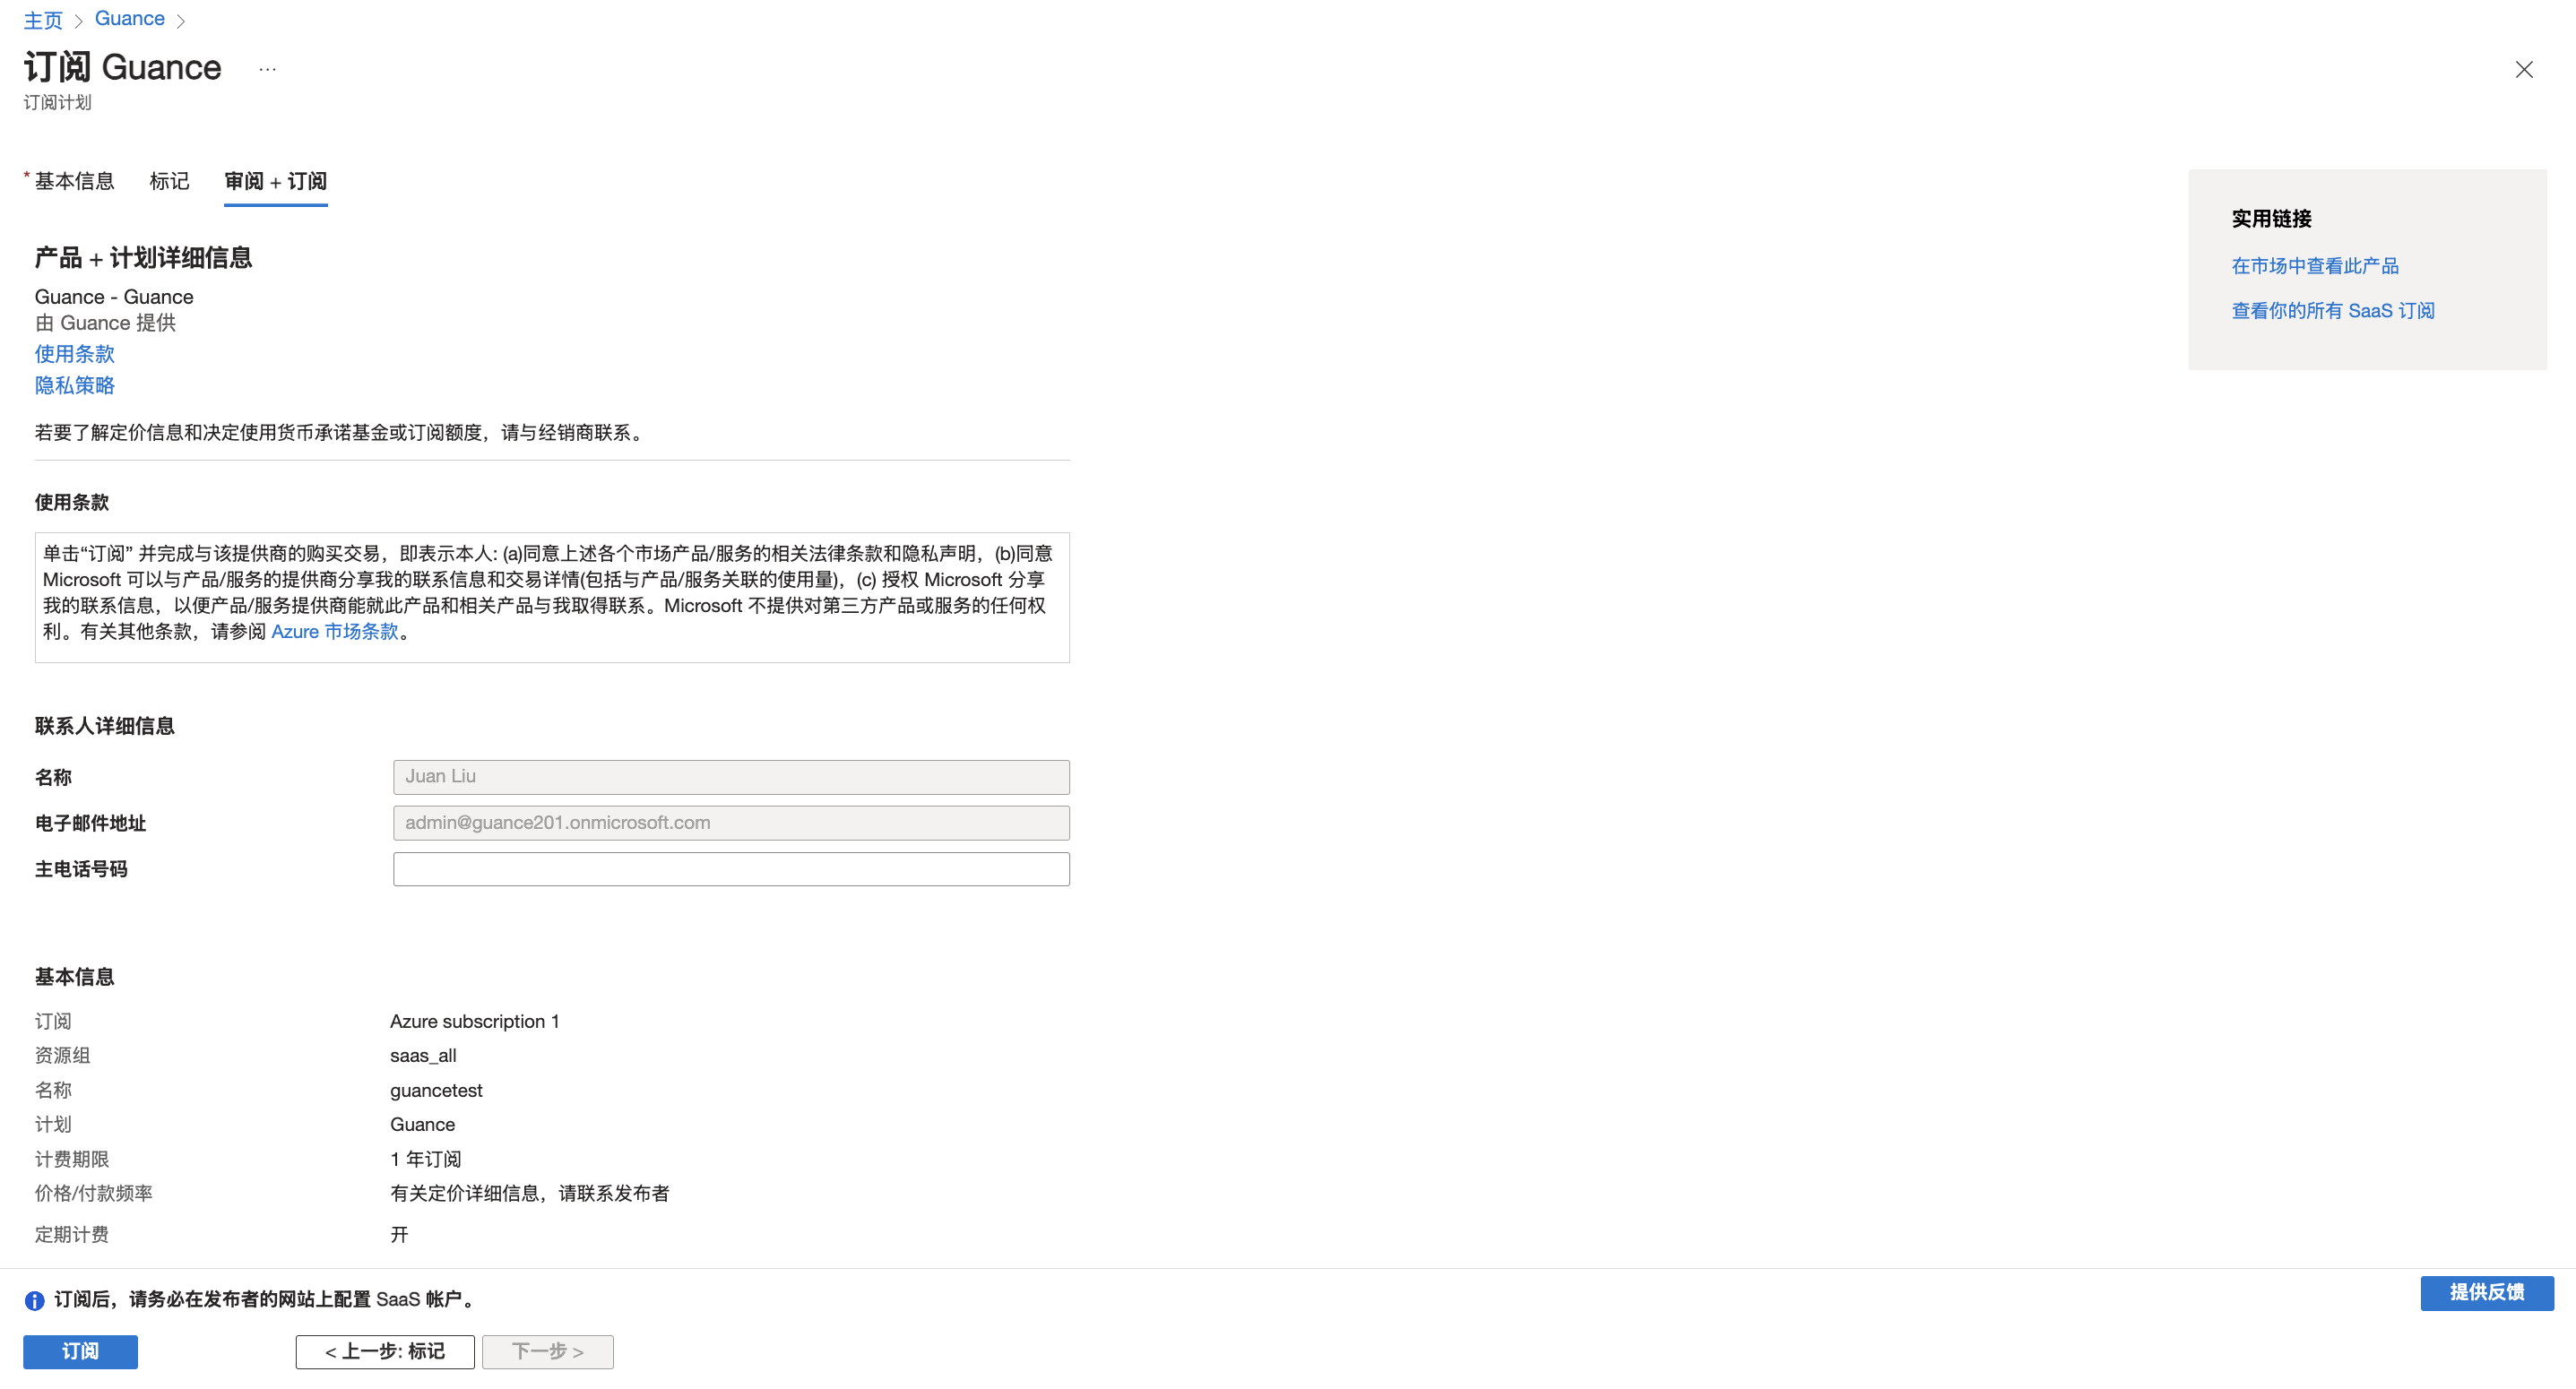 主页 > Guance >
订阅 Guance ...
订阅计划
* 基本信息 标记 审阅 + 订阅
产品 + 计划详细信息
Guance - Guance
由 Guance 提供
使用条款
隐私策略
若要了解定价信息和决定使用货币承诺基金或订阅额度，请与经销商联系。
使用条款
单击“订阅” 并完成与该提供商的购买交易，即表示本人: (a)同意上述各个市场产品/服务的相关法律条款和隐私声明，(b)同意
Microsoft 可以与产品/服务的提供商分享我的联系信息和交易详情(包括与产品/服务关联的使用量)，(c) 授权 Microsoft 分享
我的联系信息，以便产品/服务提供商能就此产品和相关产品与我取得联系。Microsoft 不提供对第三方产品或服务的任何权
利。有关其他条款，请参阅 Azure 市场条款。
联系人详细信息
名称 Juan Liu
电子邮件地址 admin@guance201.onmicrosoft.com
主电话号码
基本信息
订阅 Azure subscription 1
资源组 saas_all
名称 guancetest
计划 Guance
计费期限 1 年订阅
价格/付款频率 有关定价详细信息，请联系发布者
定期计费 开
实用链接
在市场中查看此产品
查看你的所有 SaaS 订阅
订阅后，请务必在发布者的网站上配置 SaaS 帐户。
提供反馈
订阅 < 上一步: 标记 下一步 >